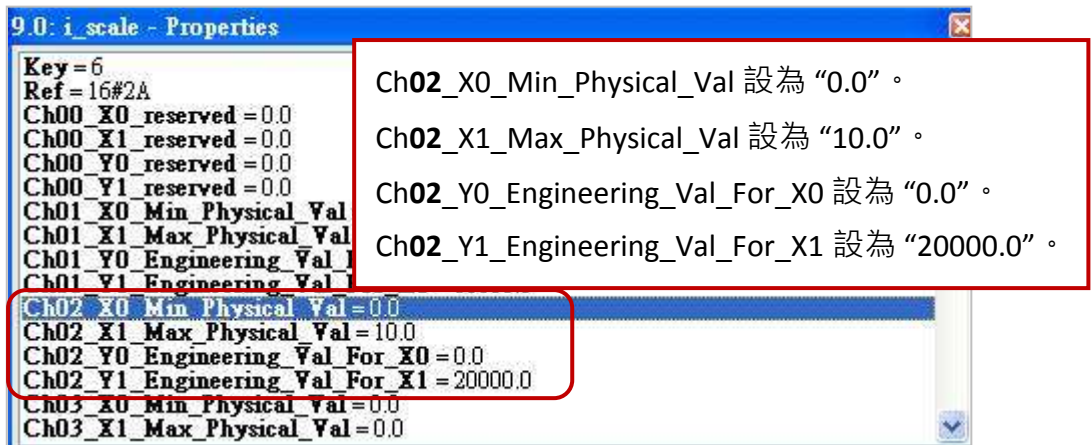 9.0: i_scale - Properties
Key = 6
Ref = 16#2A
Ch00_X0_reserved = 0.0
Ch00_X1_reserved = 0.0
Ch00_Y0_reserved = 0.0
Ch00_Y1_reserved = 0.0
Ch01_X0_Min_Physical_Val
Ch01_X1_Max_Physical_Val
Ch01_Y0_Engineering_Val
Ch01_Y1_Engineering_Val
Ch02_X0_Min_Physical_Val = 0.0
Ch02_X1_Max_Physical_Val = 10.0
Ch02_Y0_Engineering_Val_For_X0 = 0.0
Ch02_Y1_Engineering_Val_For_X1 = 20000.0
Ch03_X0_Min_Physical_Val = 0.0
Ch03_X1_Max_Physical_Val = 0.0
Ch02_X0_Min_Physical_Val 設為 “0.0”。
Ch02_X1_Max_Physical_Val 設為 “10.0”。
Ch02_Y0_Engineering_Val_For_X0 設為 “0.0”。
Ch02_Y1_Engineering_Val_For_X1 設為 “20000.0”。